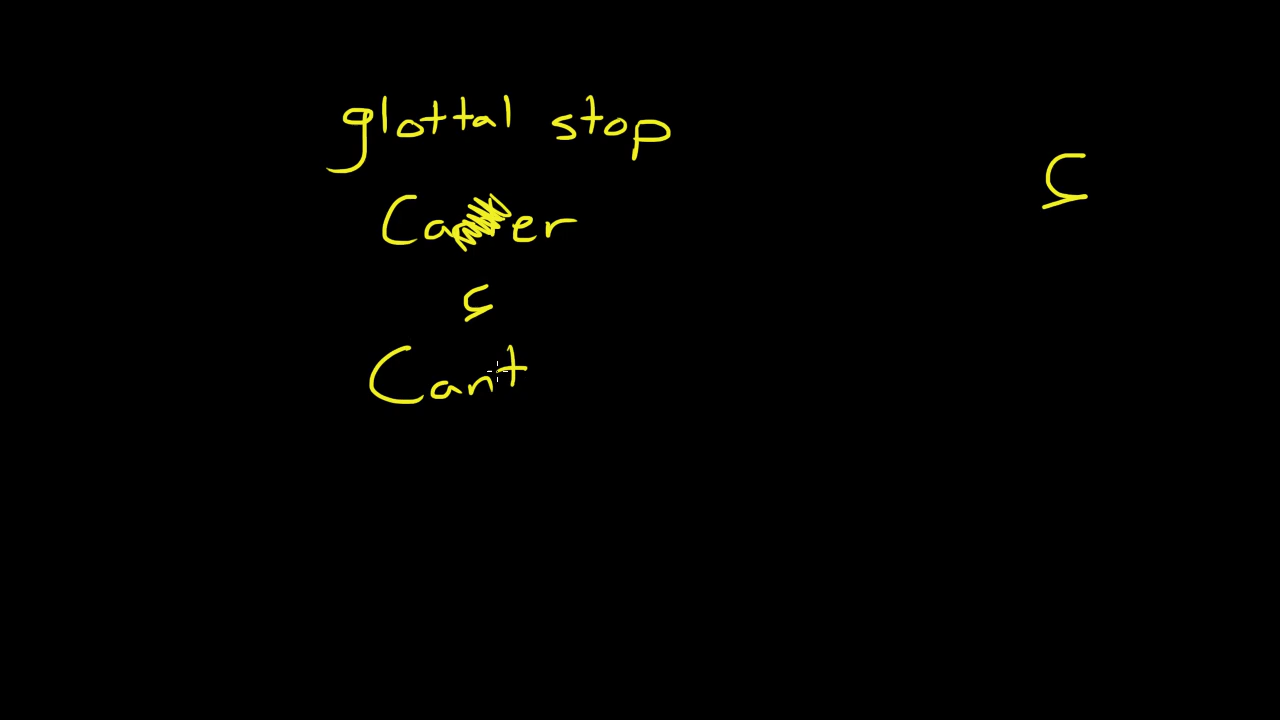 glottal stop
ء
Ca er
ء
Cant